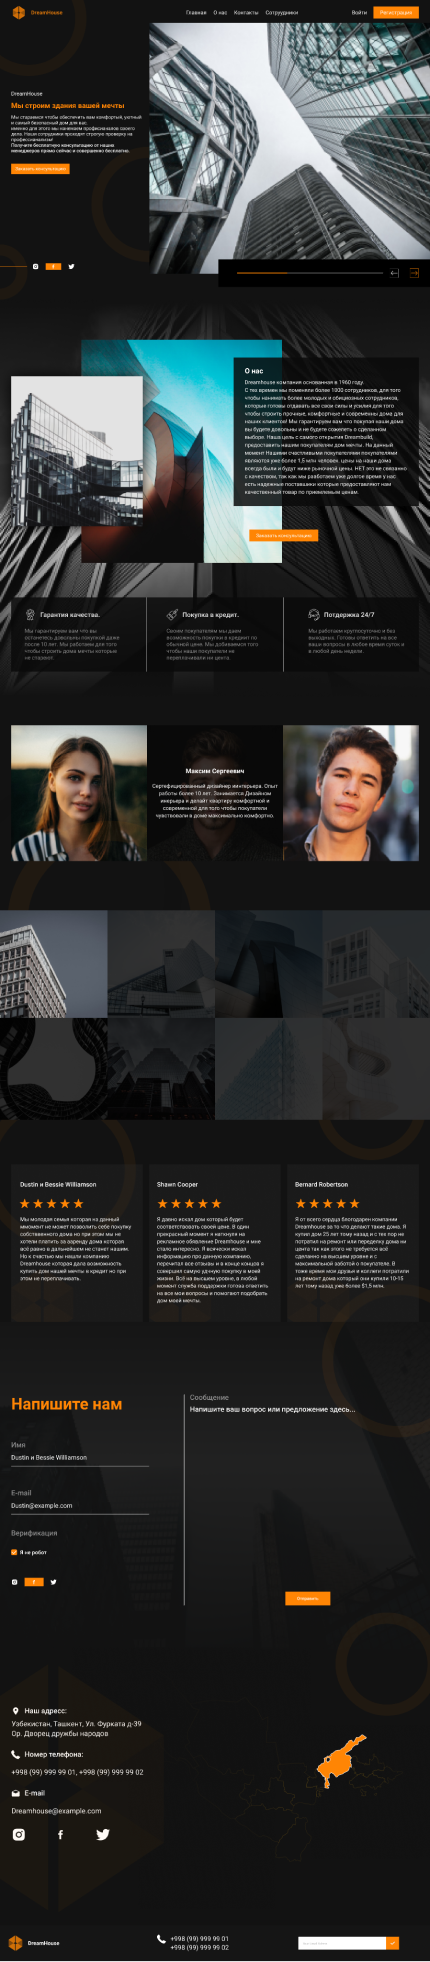 DreamHouse
Главная О нас Контакты Сотрудники
Войти Регистрация
DreamHouse
Мы строим здания вашей мечты
Мы стараемся чтобы обеспечить вам комфортый, уютный
и самый безопасный дом для вас.
именно для этого мы нанимаем профисианалов своего
дела. Наши сотрудники проходят строгую проверку на
профисианализм!
Получите бесплатную консультацию от наших
менеджеров прямо сейчас и совершенно бесплатно.
Заказать консультацию
О нас
Dreamhouse компания основанная в 1960 году.
С тех времен мы поменяли более 1000 сотрудников, для того
чтобы нанимать более молодых и обиционых сотрудников,
которые готовы отдавать все свои силы и усилия для того
чтобы строить прочные, комфортные и современны дома для
наших клиентов! Мы гарантируем вам что покупая наши дома
вы будете довольны и не будете сожелеть о сделанном
выборе. Наша цель с самого открытия Dreambuild,
предоставить нашим покупателям дом мечты. На данный
момент Нашими счастливыми покупателями покупателями
являются уже более 1,5 млн человек. цены на наши дома
всегда были и будут ниже рыночной цены. НЕТ это не связанно
с качеством, так как мы работаем уже долгое время у нас
есть надежные поставщики которые предоставляют нам
качественный товар по приемлемым ценам.
Заказать консультацию
Гарантия качества.
Мы гарантируем вам что вы
останетесь довольны покупкой даже
после 10 лет. Мы работаем для того
чтобы строить дома мечты которые
не стареют.
Покупка в кредит.
Своим покупателям мы даем
возможность покупки в кредит по
обычной цене. Мы добиваемся того
чтобы наши покупатели не
переплачивали на цента
Потдержка 24/7
Мы работаем круглосуточно и без
выходных. Готовы ответить на все
ваши вопросы в любое время суток и
в любой день недели.
Максим Сергеевич
Сертефицированный дизайнер иинтерьера. Опыт
работы более 10 лет. Занимается Дизайном
инерьера и делайт квартиру комфортной и
современной для того чтобы покупатели
чувствовали в доме максимально комфортно.
Dustin и Bessie Williamson
Мы молодая семья которая на данный
ммомент не может позволить себе покупку
собственного дома но при этом мы не
хотели платить за ааренду дома которая
всё равно в дальнейшем не станет нашим.
Но к счастью мы нашли компанию
Dreamhouse которая дала возможность
купить дом нашей мечты в кредит но при
этом не переплачивать.
Shawn Cooper
Я давно искал дом который будет
соответствовать своей цене. В один
прекрасный момент я наткнулся на
рекламное обявление Dreamhouse и мне
стало интересно. Я всячески искал
информацию про данную компанию,
перечитал все отзывы и в конце концов я
совершил самую удачную покупку в моей
жизни. Всё на высшем уровне, в любой
момент служба поддержки готова ответить
на все мои вопросы и помогают подобрать
дом моей мечты.
Bernard Robertson
Я от всего сердца блогодарен компании
Dreamhouse за то что делают такие дома. Я
купил дом 25 лет тому назад и с тех пор не
потратил на ремонт или переделку дома ни
цента так как этого не требуется всё
сделанно на высшем уровне и с
максимальной заботой о покупателе. В
тоже время мои друзья и коллеги потратили
на ремонт дома который они купили 10-15
лет тому назад уже более $1,5 млн.
Напишите нам
Имя
Dustin и Bessie Williamson
E-mail
Dustin@example.com
Верификация
Я не робот
Сообщение
Напишите ваш вопрос или предложение здесь...
Отправить
Наш адресс:
Узбекистан, Ташкент, Ул. Фурката д-39
Ор. Дворец дружбы народов
Номер телефона:
+998 (99) 999 99 01, +998 (99) 999 99 02
E-mail
Dreamhouse@example.com
DreamHouse
+998 (99) 999 99 01
+998 (99) 999 99 02